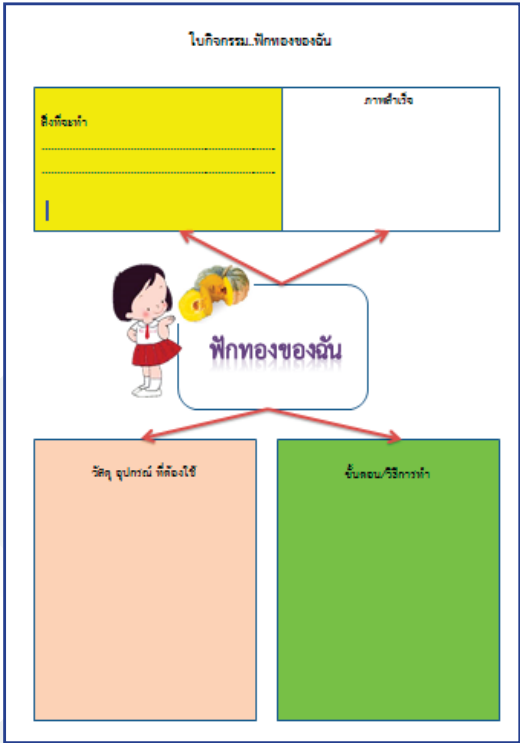 ใบกิจกรรม..ฟักทองของฉัน
สิ่งที่จะทำ
ภาพสำเร็จ
ฟักทองของฉัน
วัสดุ อุปกรณ์ ที่ต้องใช้
ขั้นตอน/วิธีการทำ